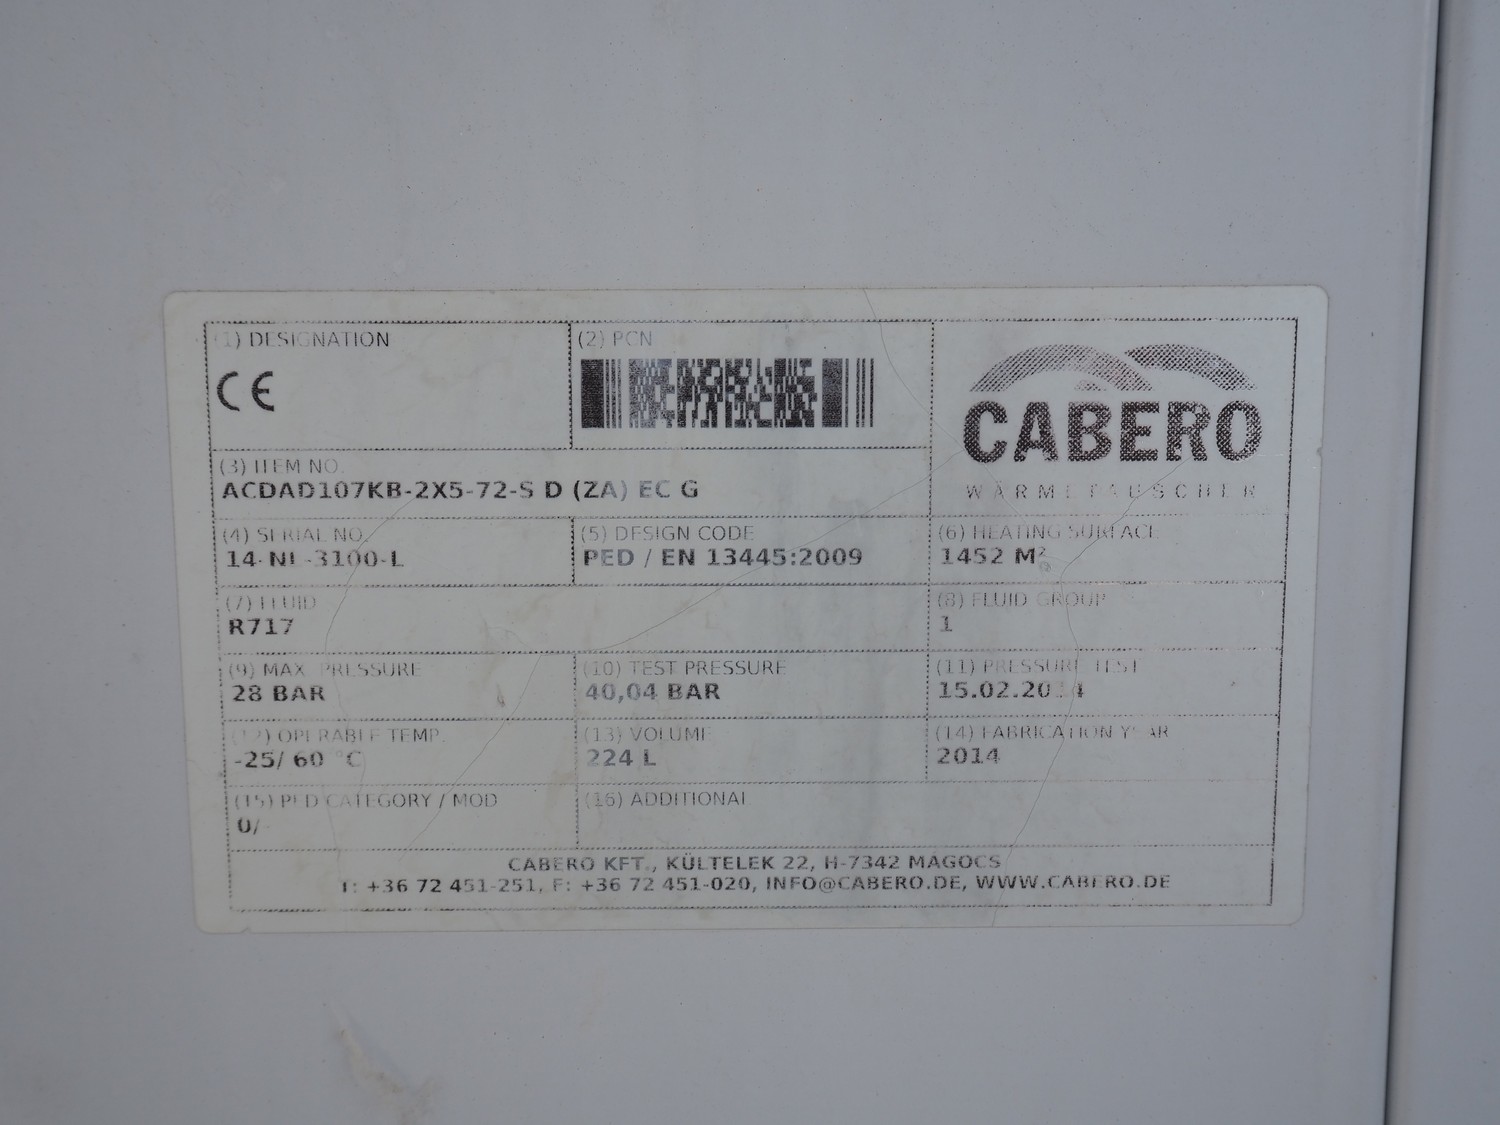 (1) DESIGNATION
CE
(2) PCN
CABERO
WÄRMETAUSCHER
(3) ITEM NO.
ACDAD107KB-2X5-72-S D (ZA) EC G
(4) SERIAL NO.
14-NL-3100-L
(5) DESIGN CODE
PED / EN 13445:2009
(6) HEATING SURFACE
1452 M²
(7) FLUID
R717
(8) FLUID GROUP
1
(9) MAX. PRESSURE
28 BAR
(10) TEST PRESSURE
40,04 BAR
(11) PRESSURE TEST
15.02.2014
(12) OPERABLE TEMP.
-25/ 60 °C
(13) VOLUME
224 L
(14) FABRICATION YEAR
2014
(15) PED CATEGORY / MOD
(16) ADDITIONAL
CABERO KFT., KÜLTELEK 22, H-7342 MAGOCS
T: +36 72 451-251, F: +36 72 451-020, INFO@CABERO.DE, WWW.CABERO.DE